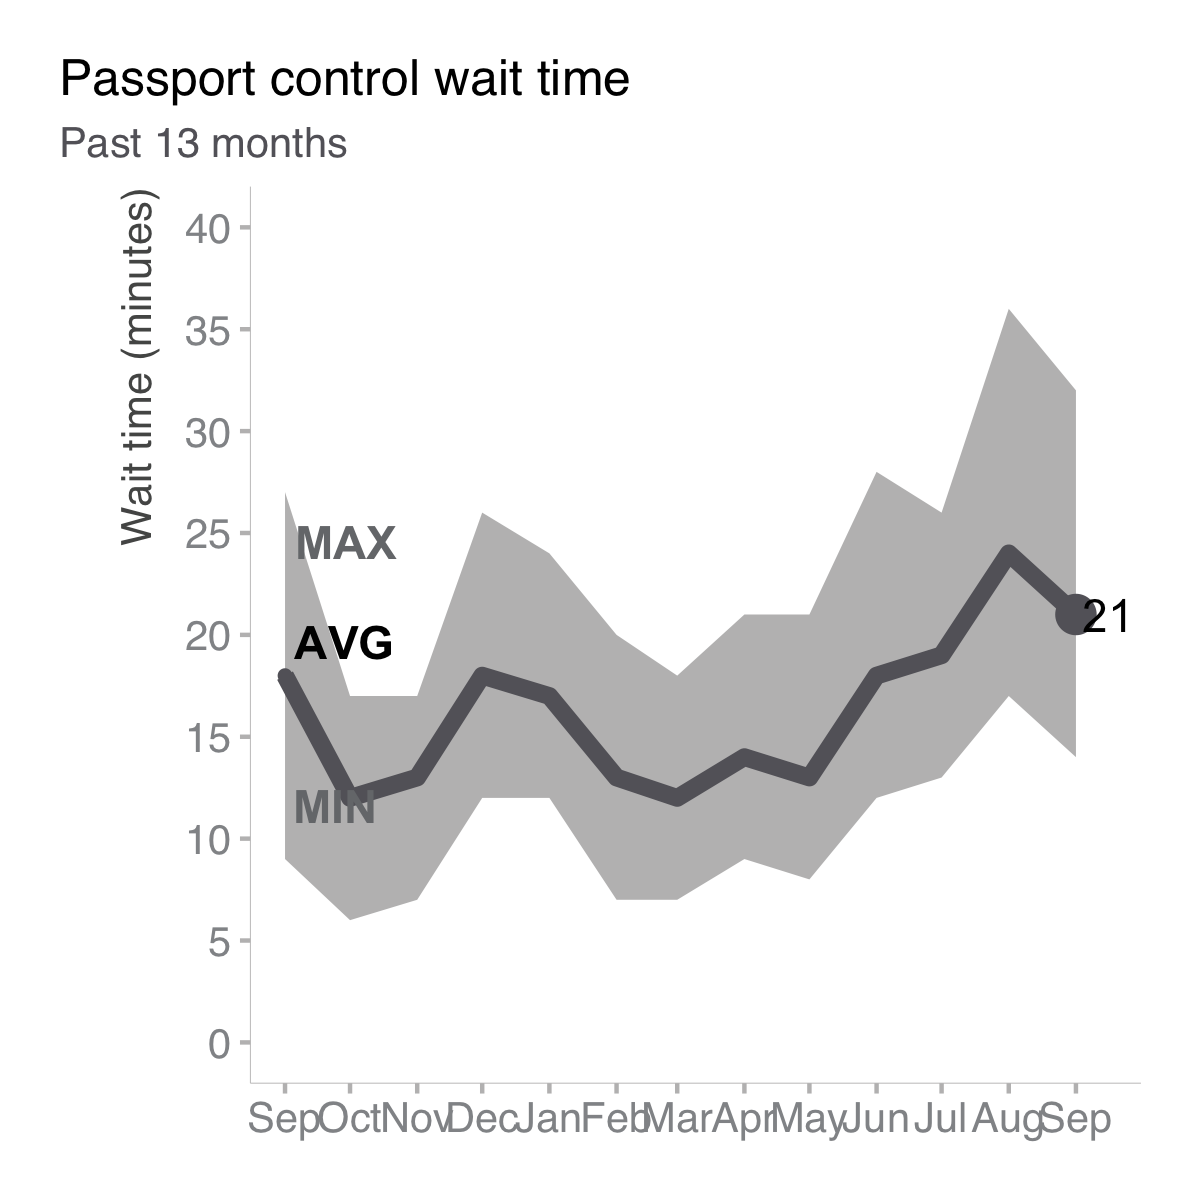 Passport control wait time
Past 13 months
Wait time (minutes)
40
35
30
25
20
15
10
5
0
MAX
AVG
MIN
21
Sep Oct Nov Dec Jan Feb Mar Apr May Jun Jul Aug Sep